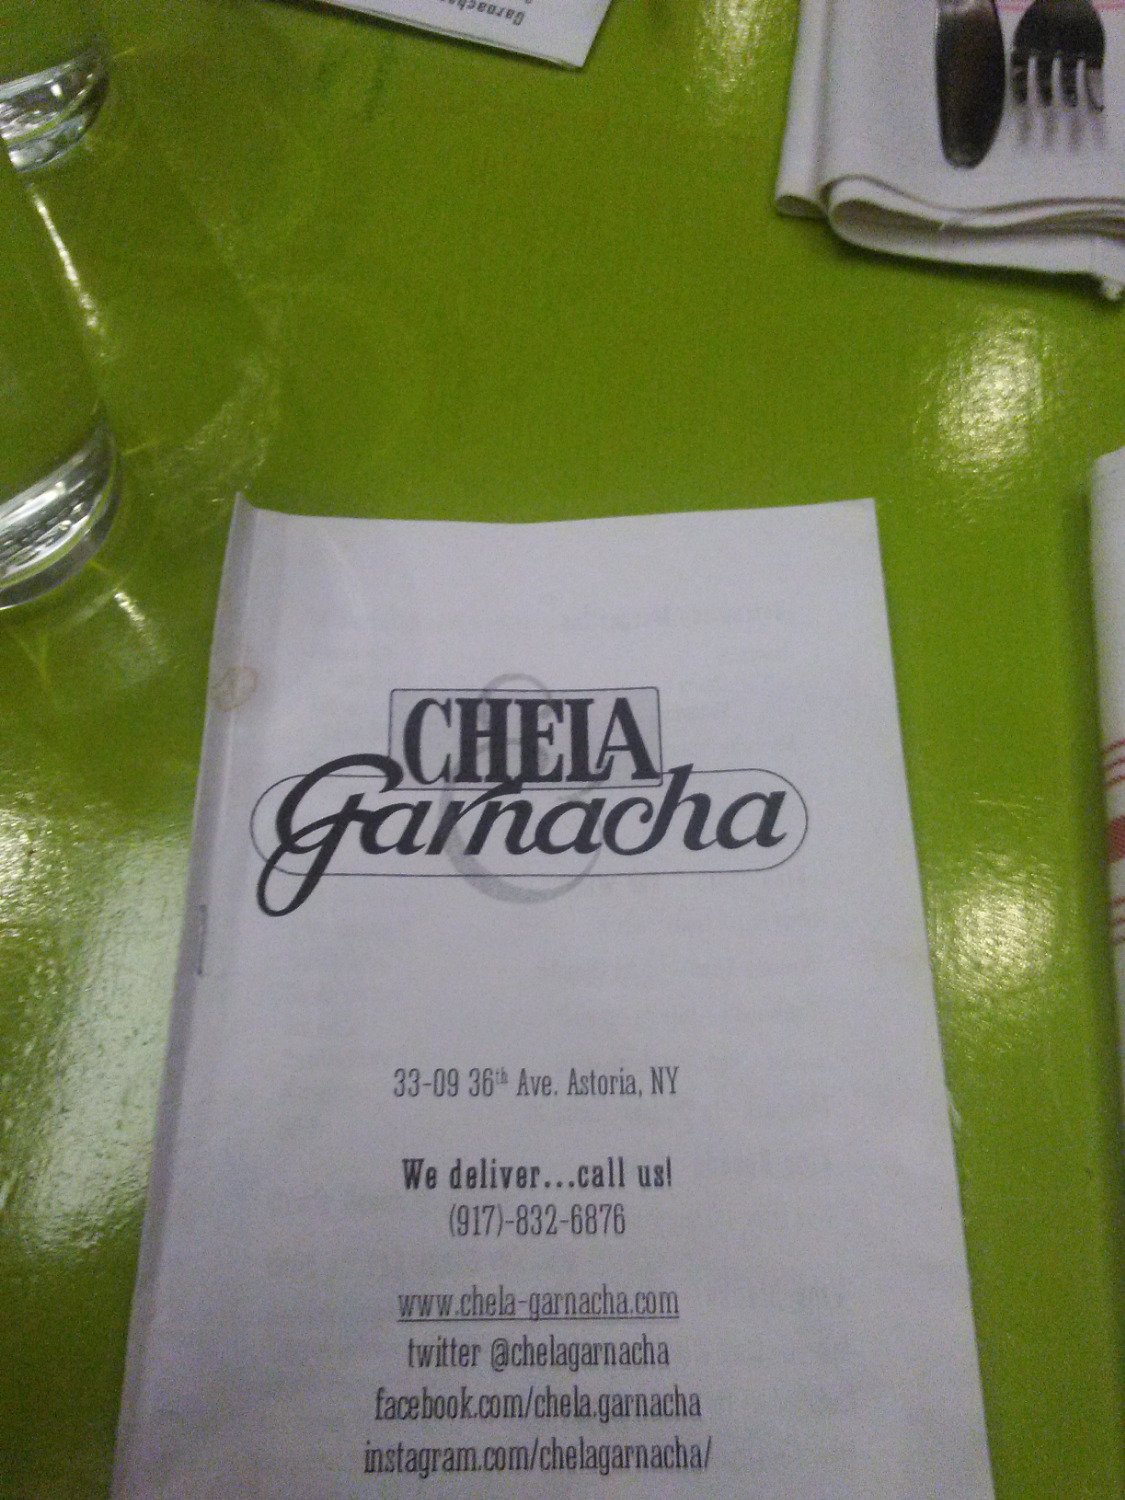 Garnachas
CHELA
&
Garnacha
33-09 36th Ave. Astoria, NY
We deliver...call us!
(917)-832-6876
www.chela-garnacha.com
twitter @chelagarnacha
facebook.com/chela.garnacha
instagram.com/chelagarnacha/